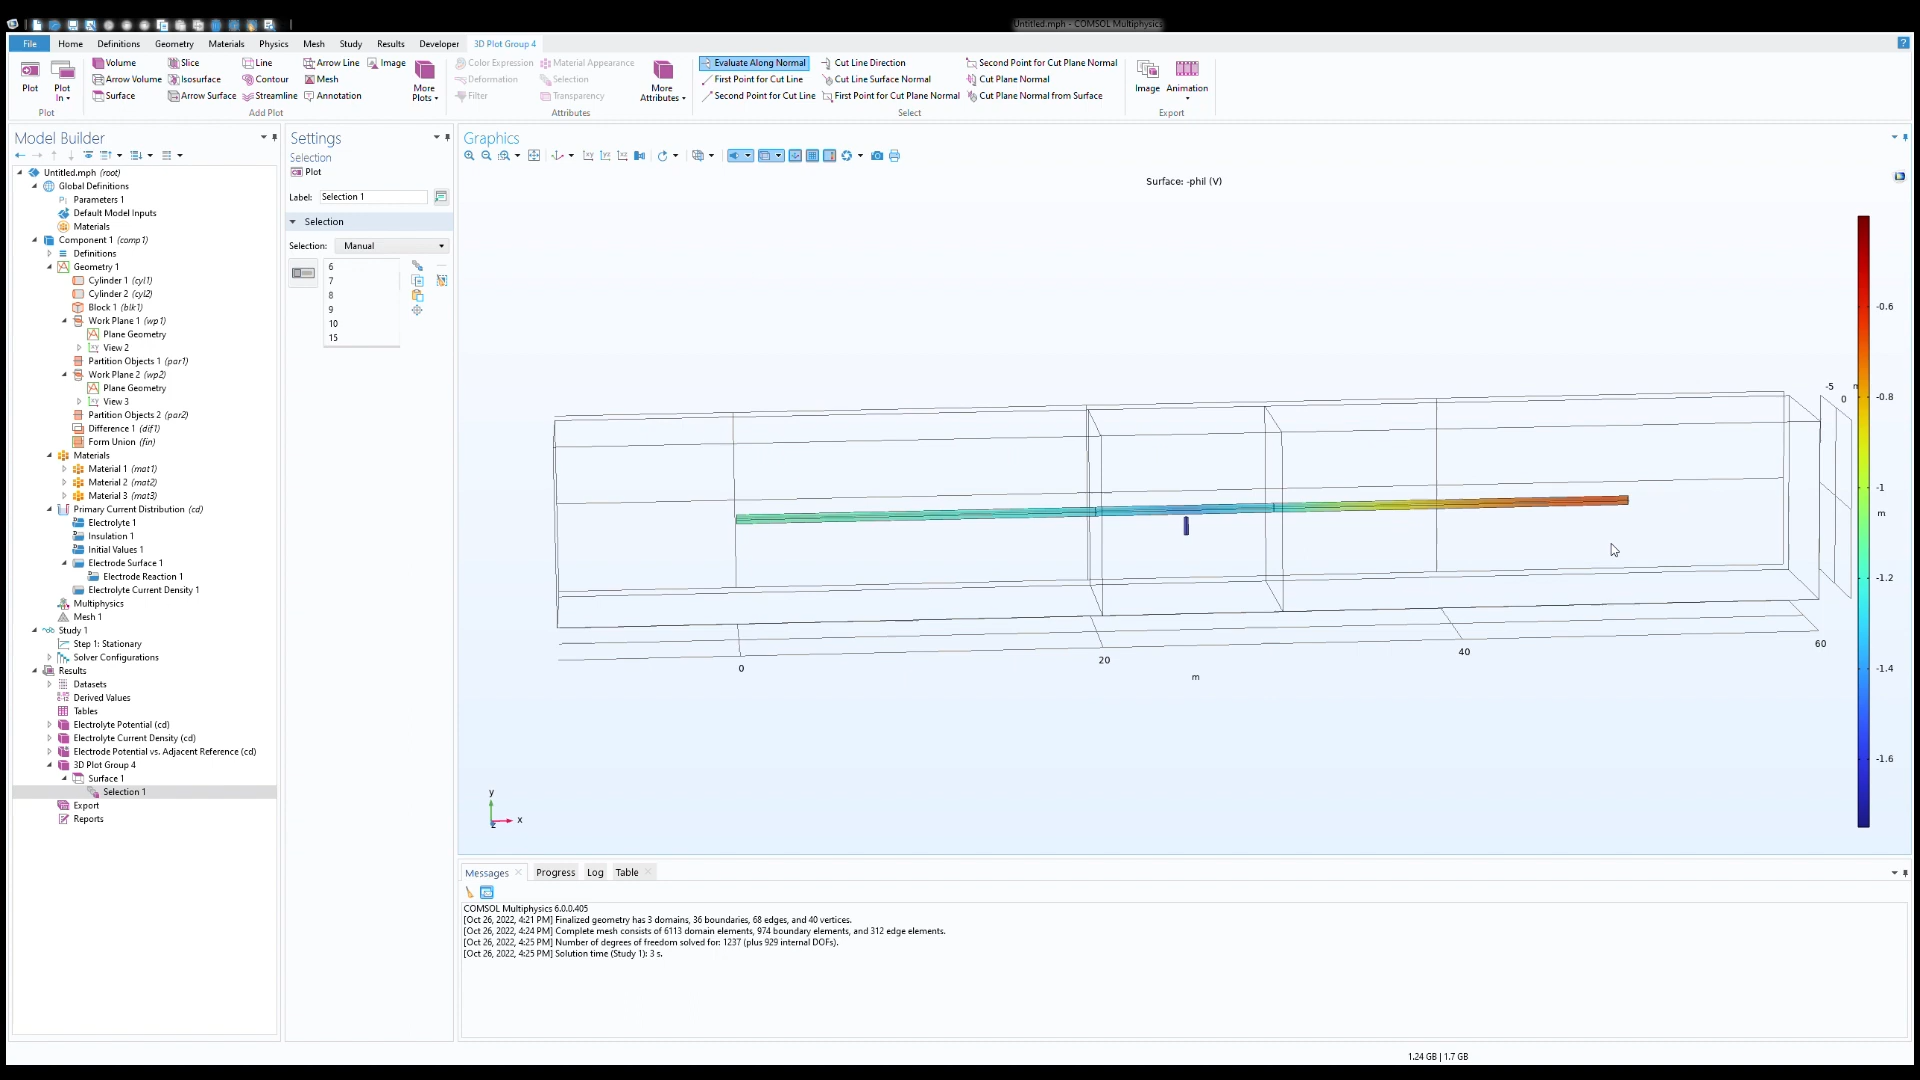 Untitled.mph - COMSOL Multiphysics
File Home Definitions Geometry Materials Physics Mesh Study Results Developer 3D Plot Group 4
Volume Slice Line Arrow Line Image Color Expression Material Appearance Evaluate Along Normal Cut Line Direction Second Point for Cut Plane Normal
Arrow Volume Isosurface Contour Mesh Deformation Selection First Point for Cut Line Cut Line Surface Normal Cut Plane Normal
Surface Arrow Surface Streamline Annotation Filter Transparency Second Point for Cut Line First Point for Cut Plane Normal Cut Plane Normal from Surface
Plot Plot In More Plots More Attributes Image Animation
Plot Add Plot Attributes Select Export
Model Builder
Untitled.mph (root)
Global Definitions
Parameters 1
Default Model Inputs
Materials
Component 1 (comp1)
Definitions
Geometry 1
Cylinder 1 (cyl1)
Cylinder 2 (cyl2)
Block 1 (blk1)
Work Plane 1 (wp1)
Plane Geometry
View 2
Partition Objects 1 (par1)
Work Plane 2 (wp2)
Plane Geometry
View 3
Partition Objects 2 (par2)
Difference 1 (dif1)
Form Union (fin)
Materials
Material 1 (mat1)
Material 2 (mat2)
Material 3 (mat3)
Primary Current Distribution (cd)
Electrolyte 1
Insulation 1
Initial Values 1
Electrode Surface 1
Electrode Reaction 1
Electrolyte Current Density 1
Multiphysics
Mesh 1
Study 1
Step 1: Stationary
Solver Configurations
Results
Datasets
Derived Values
Tables
Electrolyte Potential (cd)
Electrolyte Current Density (cd)
Electrode Potential vs. Adjacent Reference (cd)
3D Plot Group 4
Surface 1
Selection 1
Export
Reports
Settings
Selection
Plot
Label: Selection 1
Selection
Selection: Manual
6
7
8
9
10
15
Graphics
Surface: -phil (V)
-0.6
-5
0
-0.8
-1
m
-1.2
-1.4
-1.6
0
20
40
60
m
y
x
z
Messages Progress Log Table
COMSOL Multiphysics 6.0.0.405
[Oct 26, 2022, 4:21 PM] Finalized geometry has 3 domains, 36 boundaries, 68 edges, and 40 vertices.
[Oct 26, 2022, 4:24 PM] Complete mesh consists of 6113 domain elements, 974 boundary elements, and 312 edge elements.
[Oct 26, 2022, 4:25 PM] Number of degrees of freedom solved for: 1237 (plus 929 internal DOFs).
[Oct 26, 2022, 4:25 PM] Solution time (Study 1): 3 s.
1.24 GB | 1.7 GB